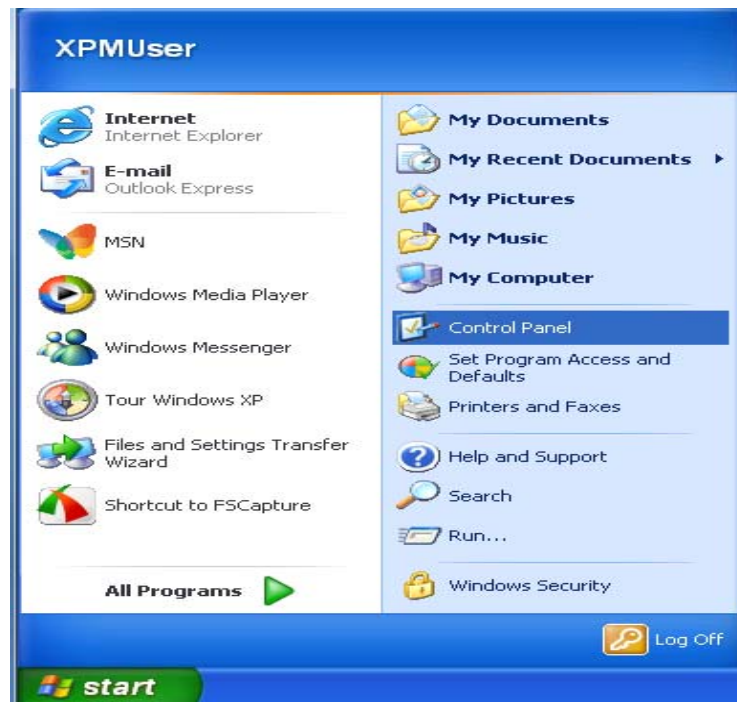 XPMUser
Internet
Internet Explorer
E-mail
Outlook Express
MSN
Windows Media Player
Windows Messenger
Tour Windows XP
Files and Settings Transfer
Wizard
Shortcut to FSCapture
All Programs
My Documents
My Recent Documents
My Pictures
My Music
My Computer
Control Panel
Set Program Access and
Defaults
Printers and Faxes
Help and Support
Search
Run...
Windows Security
Log Off
start